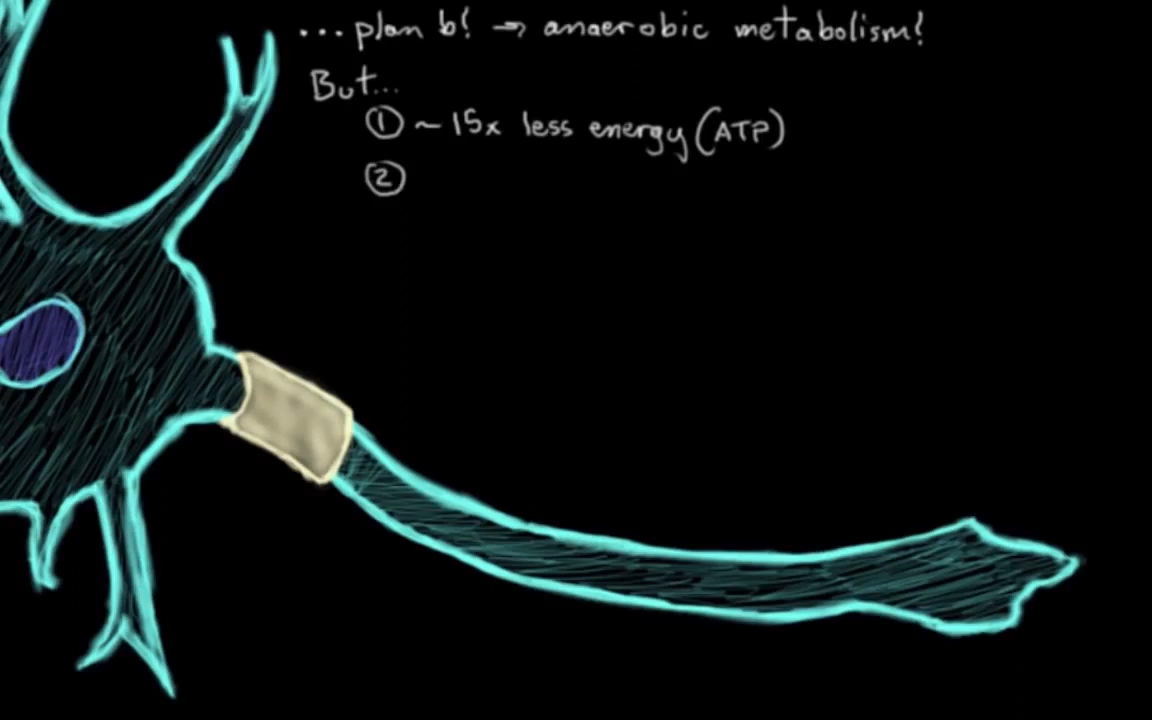 ... plan b! → anaerobic metabolism!
But...
① ~15x less energy (ATP)
②